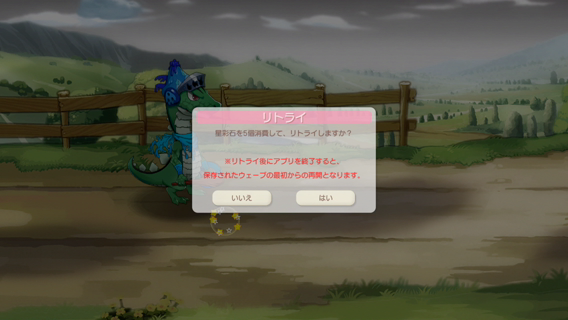 リトライ
星彩石を5個消費して、リトライしますか？
※リトライ後にアプリを終了すると、
保存されたウェーブの最初からの再開となります。
いいえ
はい